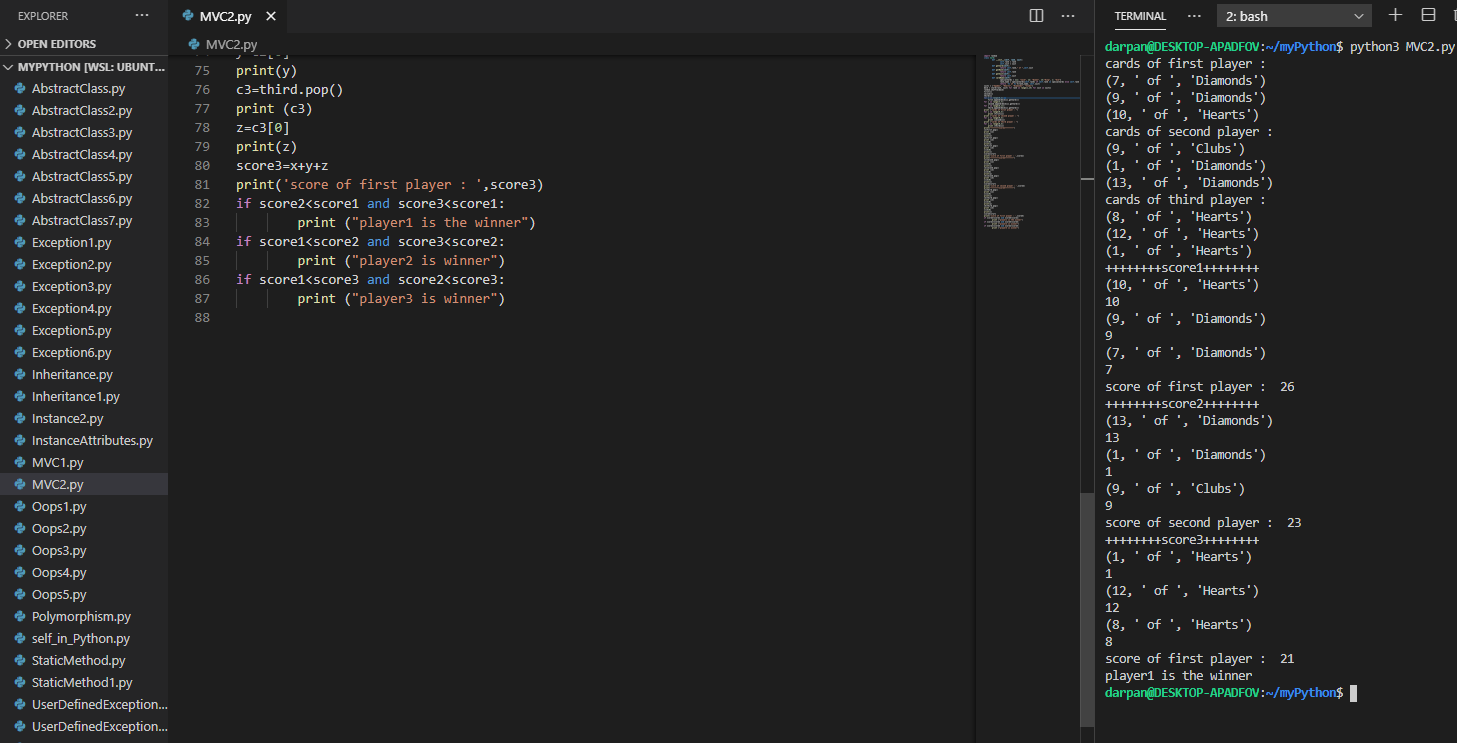 EXPLORER
OPEN EDITORS
MYPYTHON [WSL: UBUNT...
AbstractClass.py
AbstractClass2.py
AbstractClass3.py
AbstractClass4.py
AbstractClass5.py
AbstractClass6.py
AbstractClass7.py
Exception1.py
Exception2.py
Exception3.py
Exception4.py
Exception5.py
Exception6.py
Inheritance.py
Inheritance1.py
Instance2.py
InstanceAttributes.py
MVC1.py
MVC2.py
Oops1.py
Oops2.py
Oops3.py
Oops4.py
Oops5.py
Polymorphism.py
self_in_Python.py
StaticMethod.py
StaticMethod1.py
UserDefinedException...
UserDefinedException...
MVC2.py
MVC2.py
75 print(y)
76 c3=third.pop()
77 print (c3)
78 z=c3[0]
79 print(z)
80 score3=x+y+z
81 print('score of first player : ',score3)
82 if score2<score1 and score3<score1:
83 print ("player1 is the winner")
84 if score1<score2 and score3<score2:
85 print ("player2 is winner")
86 if score1<score3 and score2<score3:
87 print ("player3 is winner")
88
TERMINAL
2: bash
darpan@DESKTOP-APADFOV:~/myPython$ python3 MVC2.py
cards of first player :
(7, ' of ', 'Diamonds')
(9, ' of ', 'Diamonds')
(10, ' of ', 'Hearts')
cards of second player :
(9, ' of ', 'Clubs')
(1, ' of ', 'Diamonds')
(13, ' of ', 'Diamonds')
cards of third player :
(8, ' of ', 'Hearts')
(12, ' of ', 'Hearts')
(1, ' of ', 'Hearts')
++++++++score1++++++++
(10, ' of ', 'Hearts')
10
(9, ' of ', 'Diamonds')
9
(7, ' of ', 'Diamonds')
7
score of first player :  26
++++++++score2++++++++
(13, ' of ', 'Diamonds')
13
(1, ' of ', 'Diamonds')
1
(9, ' of ', 'Clubs')
9
score of second player :  23
++++++++score3++++++++
(1, ' of ', 'Hearts')
1
(12, ' of ', 'Hearts')
12
(8, ' of ', 'Hearts')
8
score of first player :  21
player1 is the winner
darpan@DESKTOP-APADFOV:~/myPython$